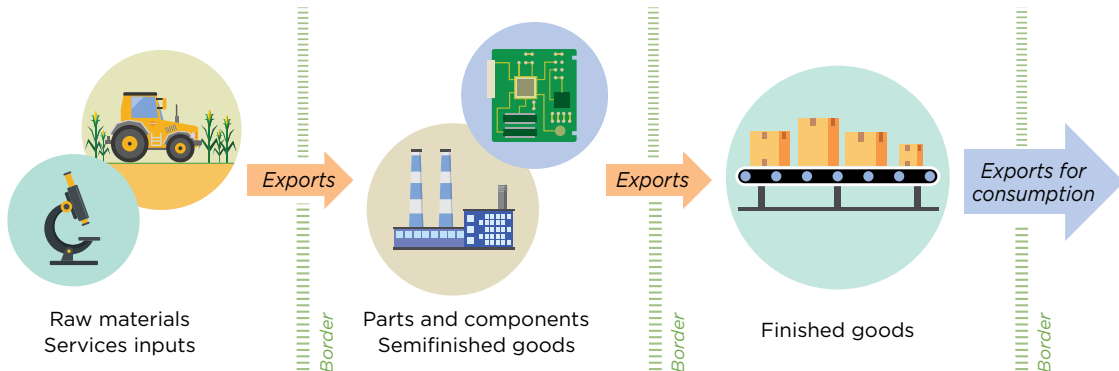 Exports
Exports
Exports for
consumption
Raw materials
Services inputs
Border
Parts and components
Semifinished goods
Border
Finished goods
Border